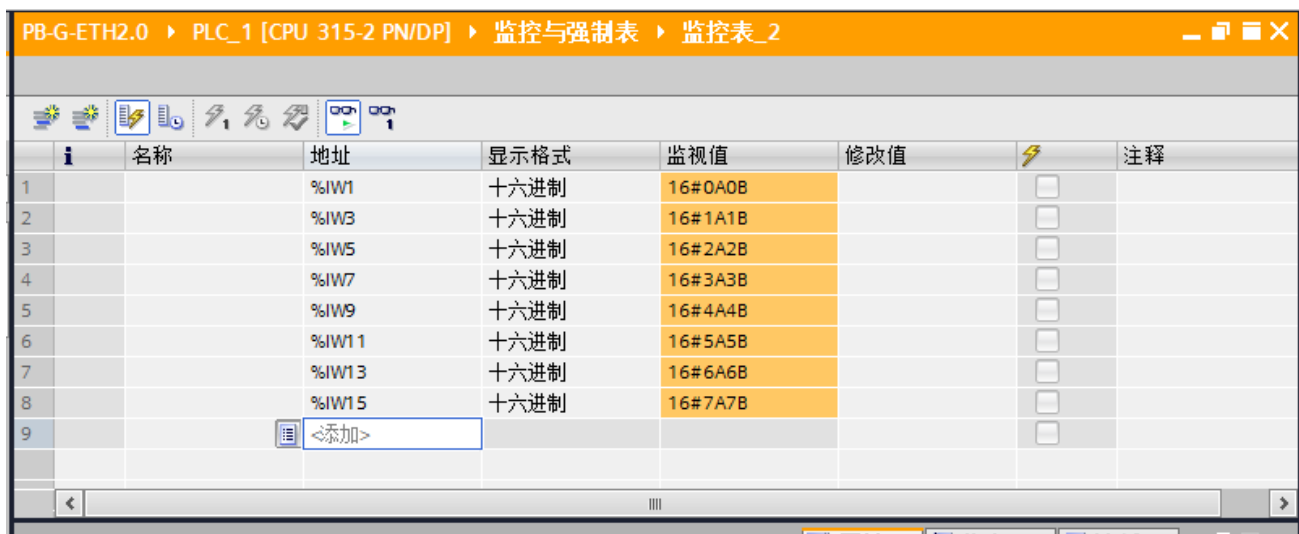 PB-G-ETH2.0 ▸ PLC_1 [CPU 315-2 PN/DP] ▸ 监控与强制表 ▸ 监控表_2
i 名称 地址 显示格式 监视值 修改值 注释
1 %IW1 十六进制 16#0A0B
2 %IW3 十六进制 16#1A1B
3 %IW5 十六进制 16#2A2B
4 %IW7 十六进制 16#3A3B
5 %IW9 十六进制 16#4A4B
6 %IW11 十六进制 16#5A5B
7 %IW13 十六进制 16#6A6B
8 %IW15 十六进制 16#7A7B
9 <添加>